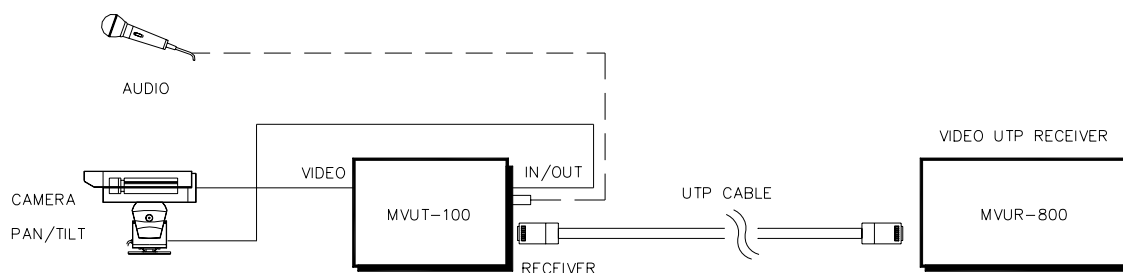 AUDIO
VIDEO UTP RECEIVER
VIDEO
IN/OUT
CAMERA
UTP CABLE
MVUT-100
MVUR-800
PAN/TILT
RECEIVER